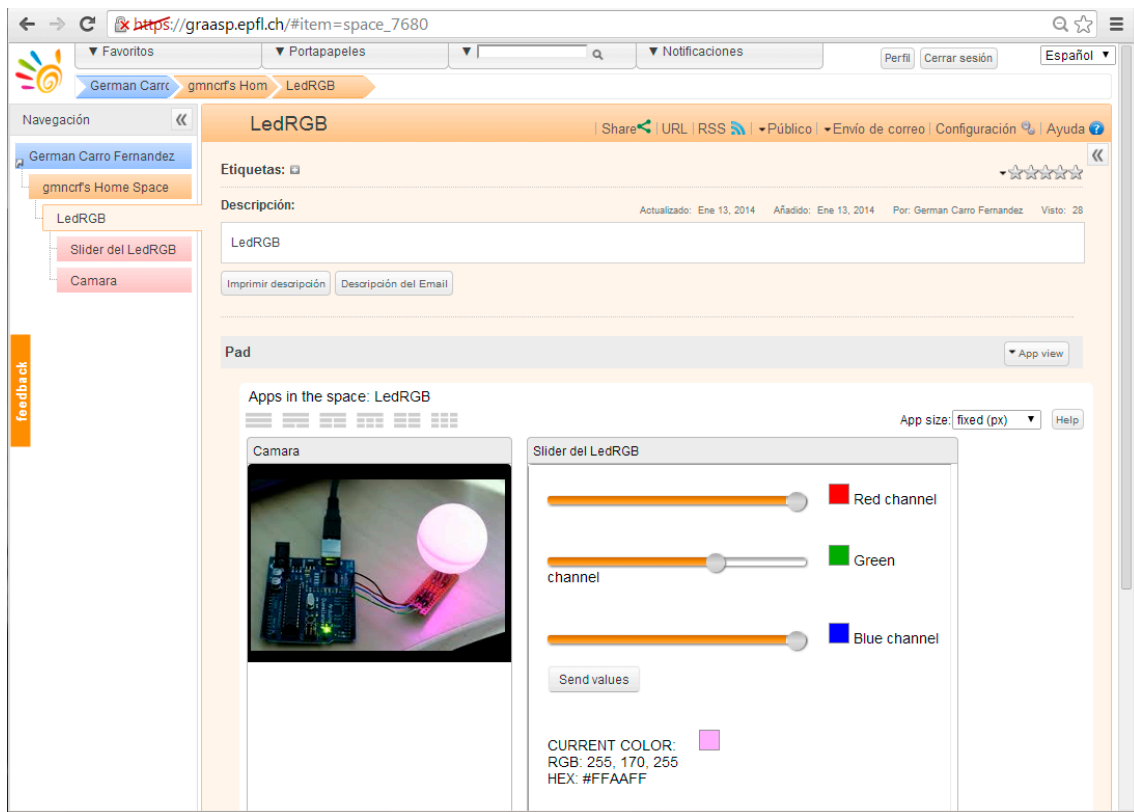 https://graasp.epfl.ch/#item=space_7680
▼ Favoritos ▼ Portapapeles ▼ ▼ Notificaciones Perfil Cerrar sesión Español ▼
German Carro gmncrf's Hom LedRGB
Navegación
German Carro Fernandez
gmncrf's Home Space
LedRGB
Slider del LedRGB
Camara
feedback
LedRGB
| Share | URL | RSS | Público | Envío de correo | Configuración | Ayuda ?
Etiquetas:
Descripción:
Actualizado: Ene 13, 2014 Añadido: Ene 13, 2014 Por: German Carro Fernandez Visto: 28
LedRGB
Imprimir descripción Descripción del Email
Pad
App view
Apps in the space: LedRGB
App size: fixed (px) ▼ Help
Camara
Slider del LedRGB
Red channel
Green
channel
Blue channel
Send values
CURRENT COLOR:
RGB: 255, 170, 255
HEX: #FFAAFF